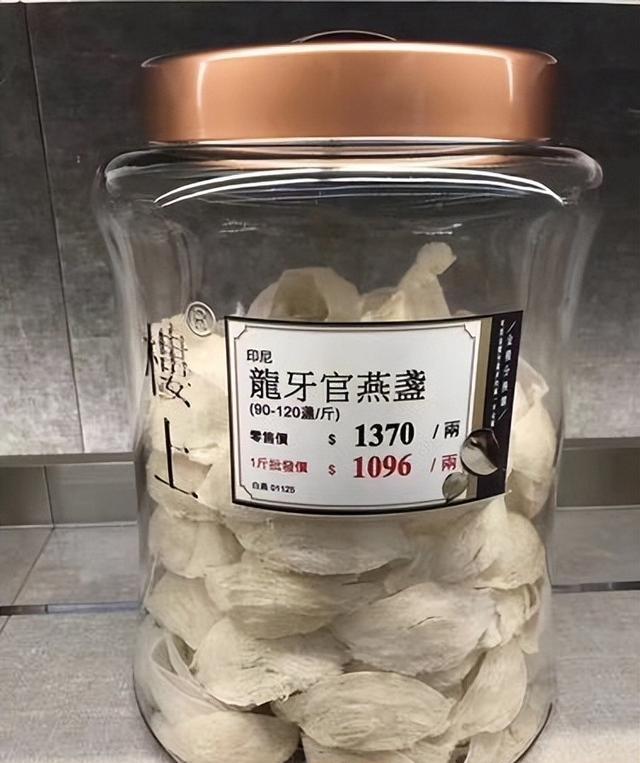 樓上®
印尼
龍牙官燕盞
(90-120盞/斤)
零售價 $ 1370 /兩
1斤批發價 $ 1096 /兩